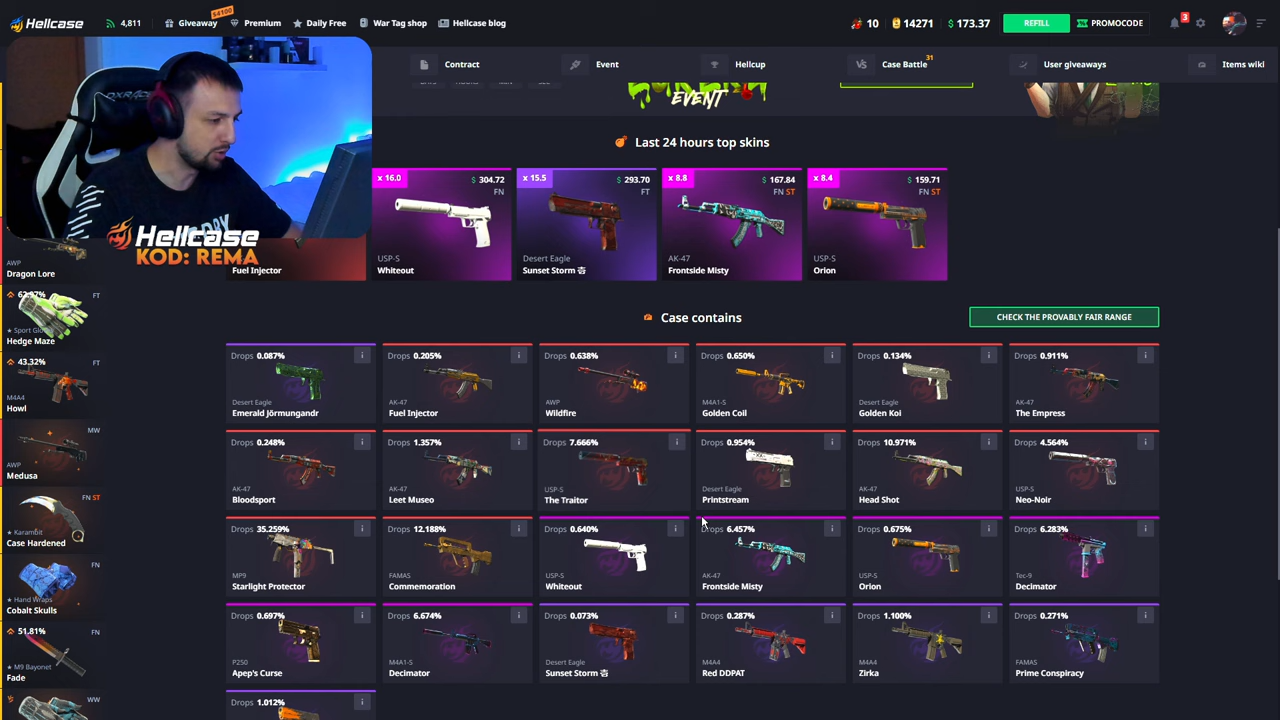 Hellcase
4,811
Giveaway
$4100
Premium
Daily Free
War Tag shop
Hellcase blog
10
14271
$ 173.37
REFILL
PROMOCODE
3
Contract
Event
Hellcup
Case Battle
31
User giveaways
Items wiki
EVENT
DXRACER
Hellcase
KOD: REMA
Last 24 hours top skins
Fuel Injector
x 16.0
$ 304.72
FN
USP-S
Whiteout
x 15.5
$ 293.70
FT
Desert Eagle
Sunset Storm 壱
x 8.8
$ 167.84
FN ST
AK-47
Frontside Misty
x 8.4
$ 159.71
FN ST
USP-S
Orion
AWP
Dragon Lore
FT
★ Sport Gloves
Hedge Maze
43.32%
FT
M4A4
Howl
MW
AWP
Medusa
FN ST
★ Karambit
Case Hardened
FN
★ Hand Wraps
Cobalt Skulls
51,81%
FN
★ M9 Bayonet
Fade
WW
Case contains
CHECK THE PROVABLY FAIR RANGE
Drops 0.087%
Desert Eagle
Emerald Jörmungandr
Drops 0.205%
AK-47
Fuel Injector
Drops 0.638%
AWP
Wildfire
Drops 0.650%
M4A1-S
Golden Coil
Drops 0.134%
Desert Eagle
Golden Koi
Drops 0.911%
AK-47
The Empress
Drops 0.248%
AK-47
Bloodsport
Drops 1.357%
AK-47
Leet Museo
Drops 7.666%
USP-S
The Traitor
Drops 0.954%
Desert Eagle
Printstream
Drops 10.971%
AK-47
Head Shot
Drops 4.564%
USP-S
Neo-Noir
Drops 35.259%
MP9
Starlight Protector
Drops 12.188%
FAMAS
Commemoration
Drops 0.640%
USP-S
Whiteout
Drops 6.457%
AK-47
Frontside Misty
Drops 0.675%
USP-S
Orion
Drops 6.283%
Tec-9
Decimator
Drops 0.697%
P250
Apep's Curse
Drops 6.674%
M4A1-S
Decimator
Drops 0.073%
Desert Eagle
Sunset Storm 壱
Drops 0.287%
M4A4
Red DDPAT
Drops 1.100%
M4A4
Zirka
Drops 0.271%
FAMAS
Prime Conspiracy
Drops 1.012%